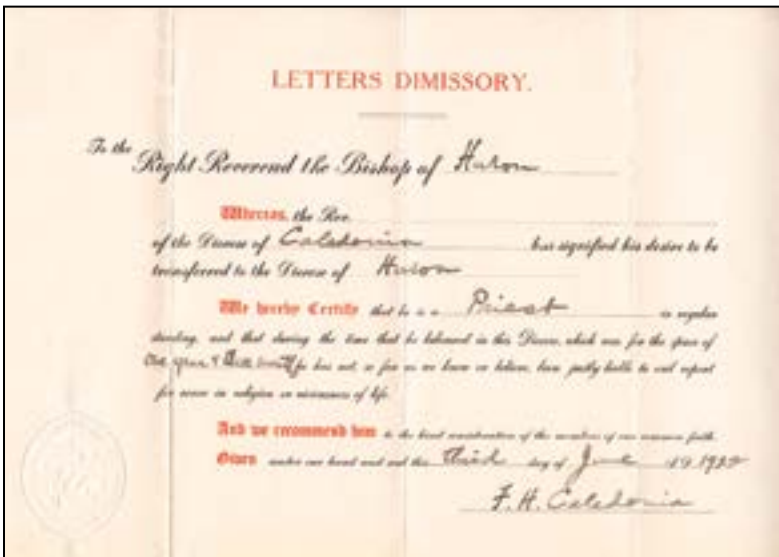 LETTERS DIMISSORY.
To the Right Reverend the Bishop of Huron
Whereas, the Rev.
of the Diocese of Caledonia has signified his desire to be
transferred to the Diocese of Huron
We hereby Certify that he is a Priest in regular
standing, and that during the time that he laboured in this Diocese, which was for the space of
One year & he has not, so far as we know or believe, been justly liable to evil report
for error in religion or viciousness of life.
And we recommend him to the kind consideration of the members of our common faith.
Given under our hand and seal this Third day of June 19
F. H. Caledonia